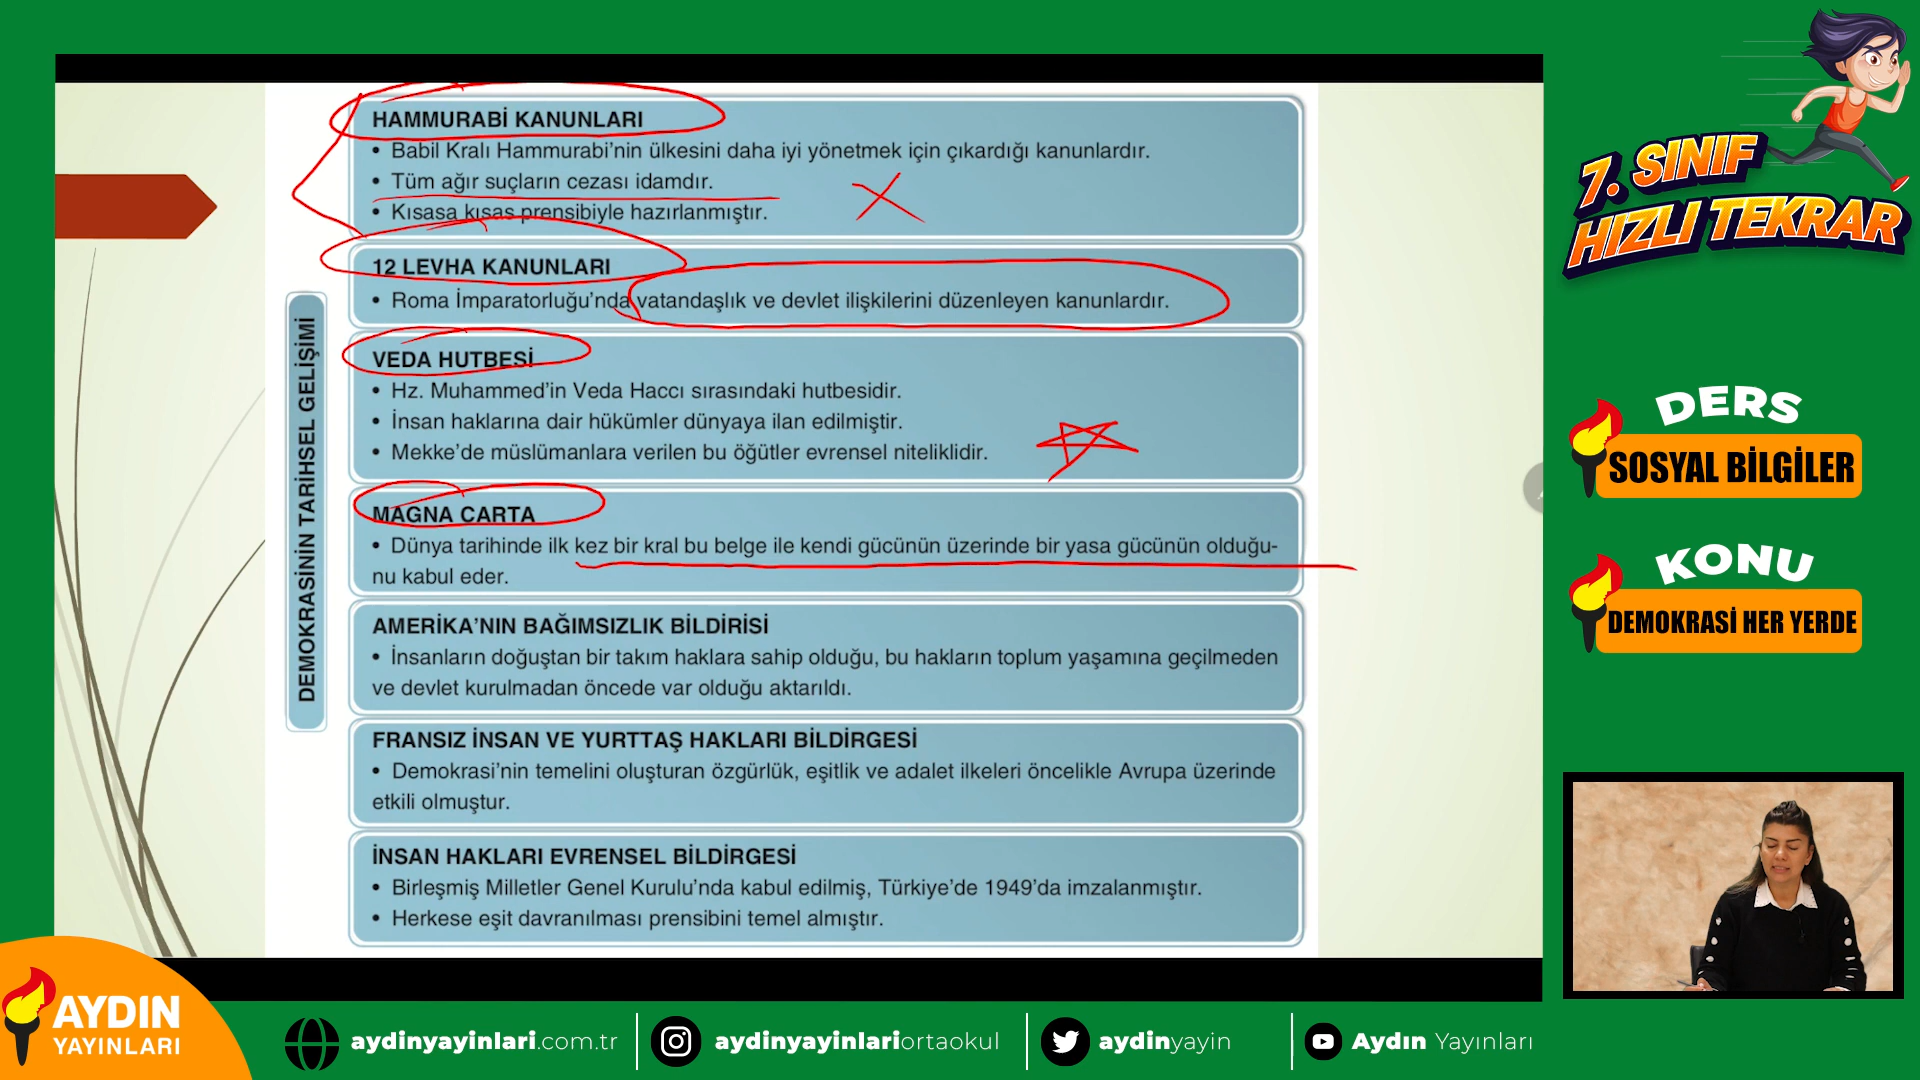 HAMMURABİ KANUNLARI
• Babil Kralı Hammurabi’nin ülkesini daha iyi yönetmek için çıkardığı kanunlardır.
• Tüm ağır suçların cezası idamdır.
• Kısasa kısas prensibiyle hazırlanmıştır.
12 LEVHA KANUNLARI
• Roma İmparatorluğu’nda vatandaşlık ve devlet ilişkilerini düzenleyen kanunlardır.
VEDA HUTBESİ
• Hz. Muhammed’in Veda Haccı sırasındaki hutbesidir.
• İnsan haklarına dair hükümler dünyaya ilan edilmiştir.
• Mekke’de müslümanlara verilen bu öğütler evrensel niteliklidir.
MAGNA CARTA
• Dünya tarihinde ilk kez bir kral bu belge ile kendi gücünün üzerinde bir yasa gücünün olduğu-
nu kabul eder.
AMERİKA’NIN BAĞIMSIZLIK BİLDİRİSİ
• İnsanların doğuştan bir takım haklara sahip olduğu, bu hakların toplum yaşamına geçilmeden
ve devlet kurulmadan öncede var olduğu aktarıldı.
FRANSIZ İNSAN VE YURTTAŞ HAKLARI BİLDİRGESİ
• Demokrasi’nin temelini oluşturan özgürlük, eşitlik ve adalet ilkeleri öncelikle Avrupa üzerinde
etkili olmuştur.
İNSAN HAKLARI EVRENSEL BİLDİRGESİ
• Birleşmiş Milletler Genel Kurulu’nda kabul edilmiş, Türkiye’de 1949’da imzalanmıştır.
• Herkese eşit davranılması prensibini temel almıştır.
DEMOKRASİNİN TARİHSEL GELİŞİMİ
7. SINIF
HIZLI TEKRAR
DERS
SOSYAL BİLGİLER
KONU
DEMOKRASİ HER YERDE
AYDIN
YAYINLARI
aydinyayinlari.com.tr
aydinyayinlariortaokul
aydinyayin
Aydın Yayınları